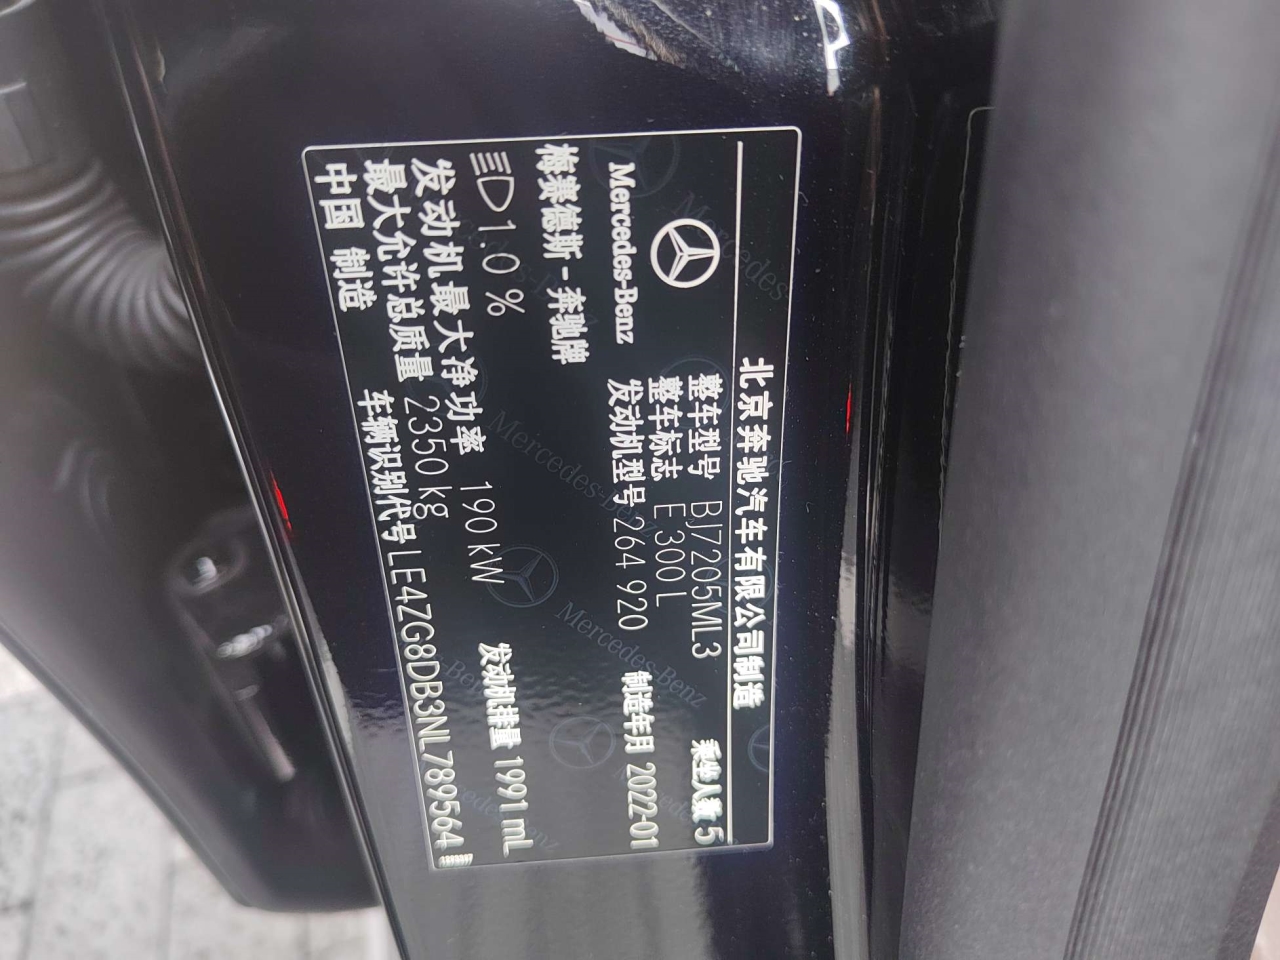 北京奔驰汽车有限公司制造
Mercedes-Benz
整车型号 BJ7205ML3 乘坐人数 5
整车标志 E 300 L
发动机型号 264 920 制造年月 2022-01
梅赛德斯-奔驰牌
1.0%
发动机最大净功率 190 kW 发动机排量 1991 mL
最大允许总质量 2350 kg
中国 制造 车辆识别代号 LE4ZG8DB3NL789564